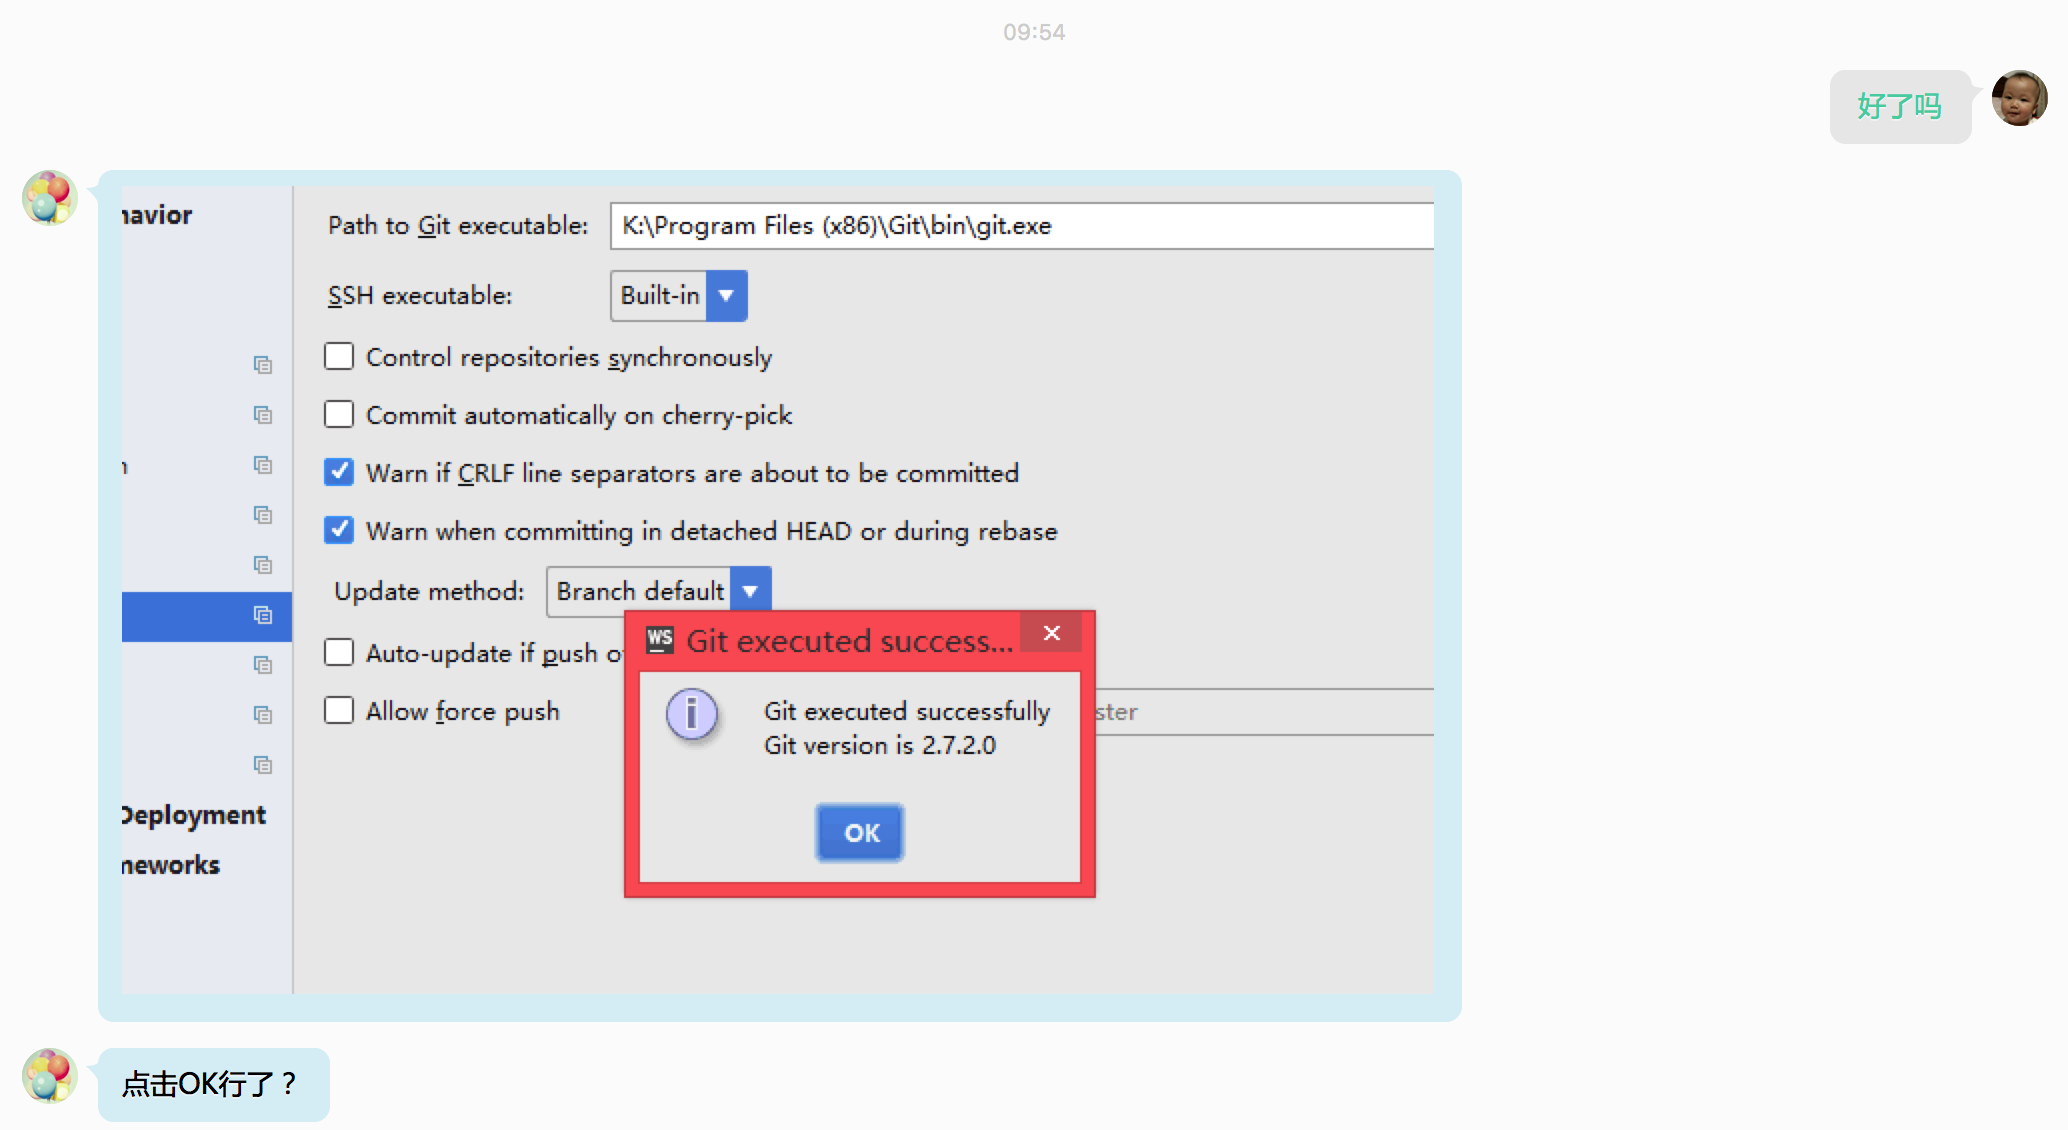 09:54
好了吗
havior
Path to Git executable:
K:\Program Files (x86)\Git\bin\git.exe
SSH executable:
Built-in
Control repositories synchronously
Commit automatically on cherry-pick
Warn if CRLF line separators are about to be committed
Warn when committing in detached HEAD or during rebase
Update method:
Branch default
WS
Git executed success...
Auto-update if push o
Git executed successfully
Allow force push
ster
Git version is 2.7.2.0
Deployment
OK
meworks
点击OK行了？